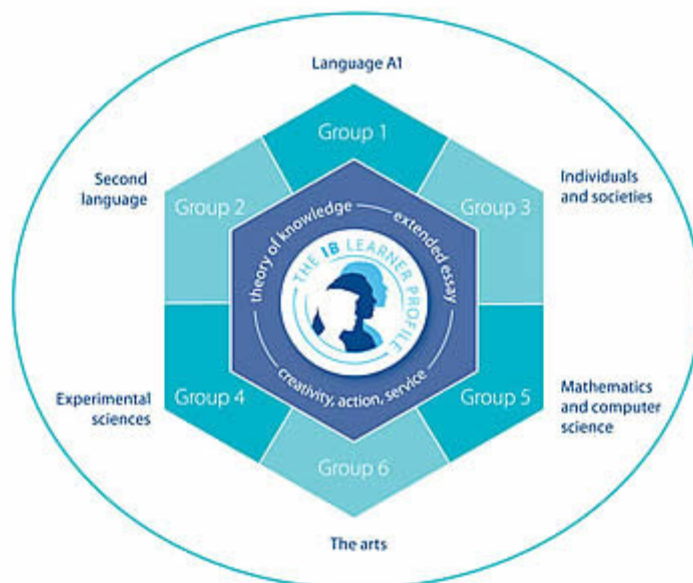 Language A1
Group 1
Second
language
Group 2
Group 3
Individuals
and societies
theory of knowledge
extended essay
THE IB LEARNER PROFILE
creativity, action, service
Experimental
sciences
Group 4
Group 5
Mathematics
and computer
science
Group 6
The arts